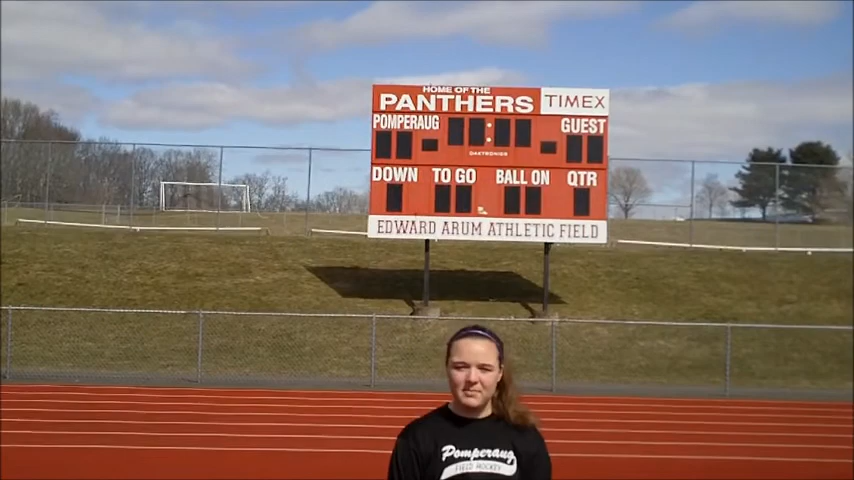 HOME OF THE
PANTHERS
TIMEX
POMPERAUG
GUEST
DAKTRONICS
DOWN TO GO BALL ON QTR
EDWARD ARUM ATHLETIC FIELD
Pomperaug
FIELD HOCKEY